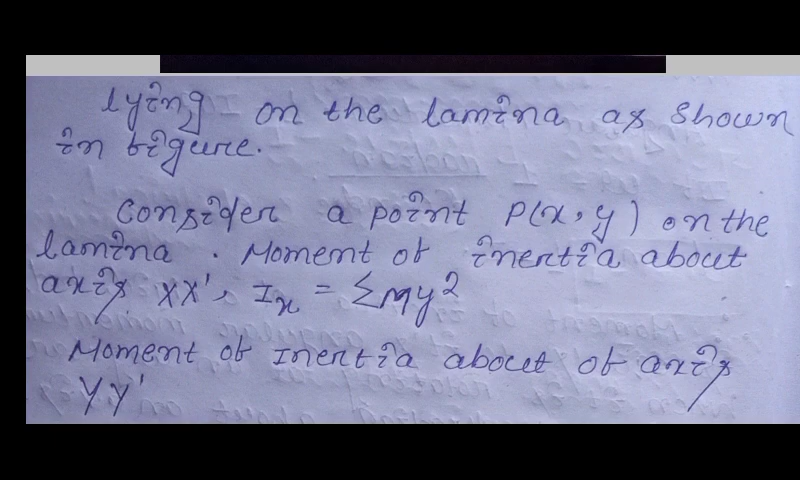 lying on the lamina as shown
in figure.
Consider a point P(x, y) on the
lamina. Moment of inertia about
axis XX', Ix = ΣMy²
Moment of Inertia about of axis
YY'